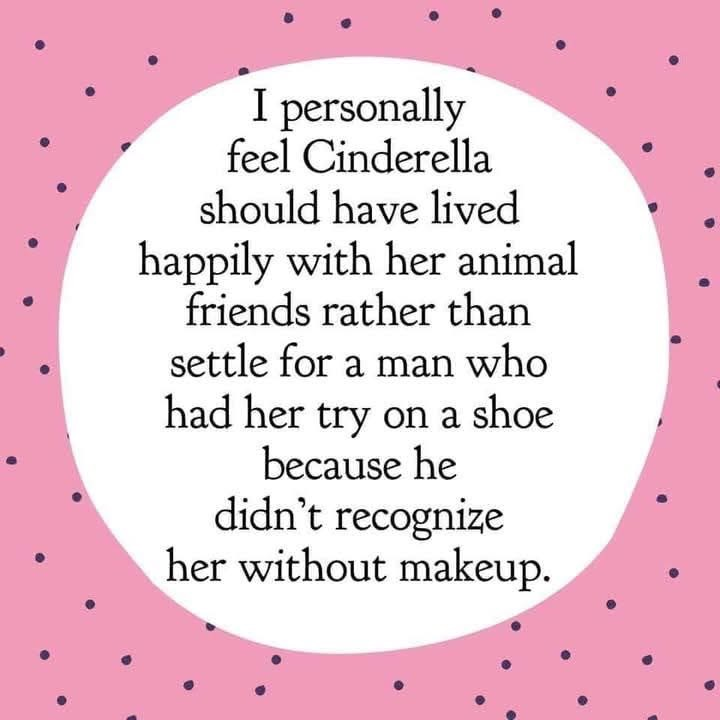 I personally
feel Cinderella
should have lived
happily with her animal
friends rather than
settle for a man who
had her try on a shoe
because he
didn’t recognize
her without makeup.